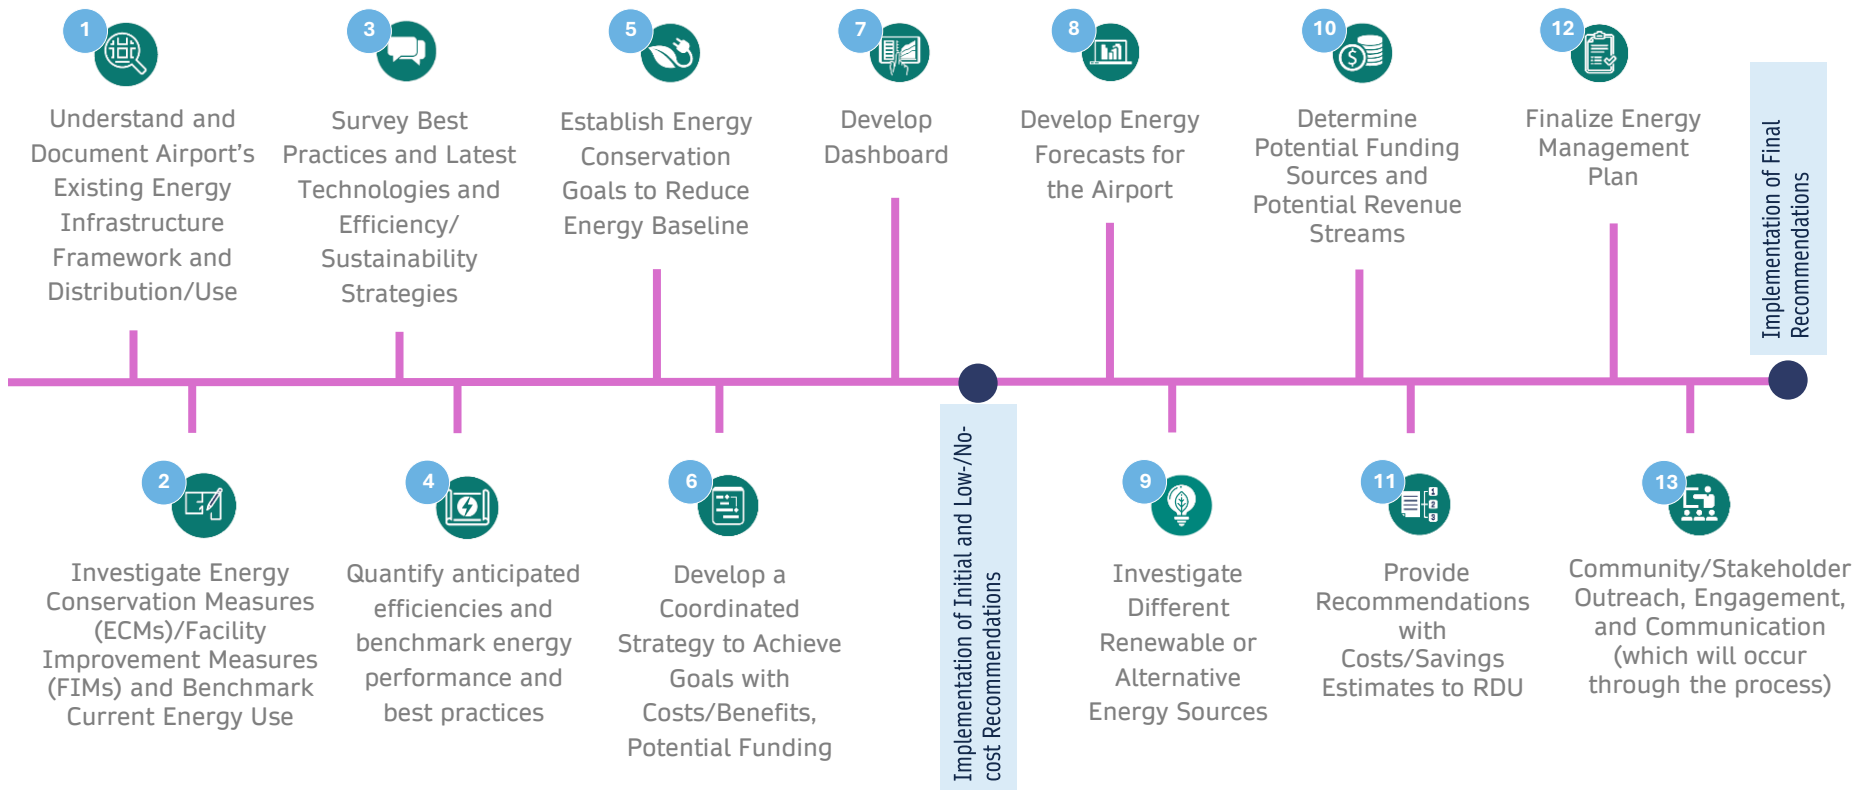 1
Understand and
Document Airport’s
Existing Energy
Infrastructure
Framework and
Distribution/Use
2
Investigate Energy
Conservation Measures
(ECMs)/Facility
Improvement Measures
(FIMs) and Benchmark
Current Energy Use
3
Survey Best
Practices and Latest
Technologies and
Efficiency/
Sustainability
Strategies
4
Quantify anticipated
efficiencies and
benchmark energy
performance and
best practices
5
Establish Energy
Conservation
Goals to Reduce
Energy Baseline
6
Develop a
Coordinated
Strategy to Achieve
Goals with
Costs/Benefits,
Potential Funding
7
Develop
Dashboard
Implementation of Initial and Low-/No-
cost Recommendations
8
Develop Energy
Forecasts for
the Airport
9
Investigate
Different
Renewable or
Alternative
Energy Sources
10
Determine
Potential Funding
Sources and
Potential Revenue
Streams
11
1
2
3
Provide
Recommendations
with
Costs/Savings
Estimates to RDU
12
Finalize Energy
Management
Plan
13
Community/Stakeholder
Outreach, Engagement,
and Communication
(which will occur
through the process)
Implementation of Final
Recommendations